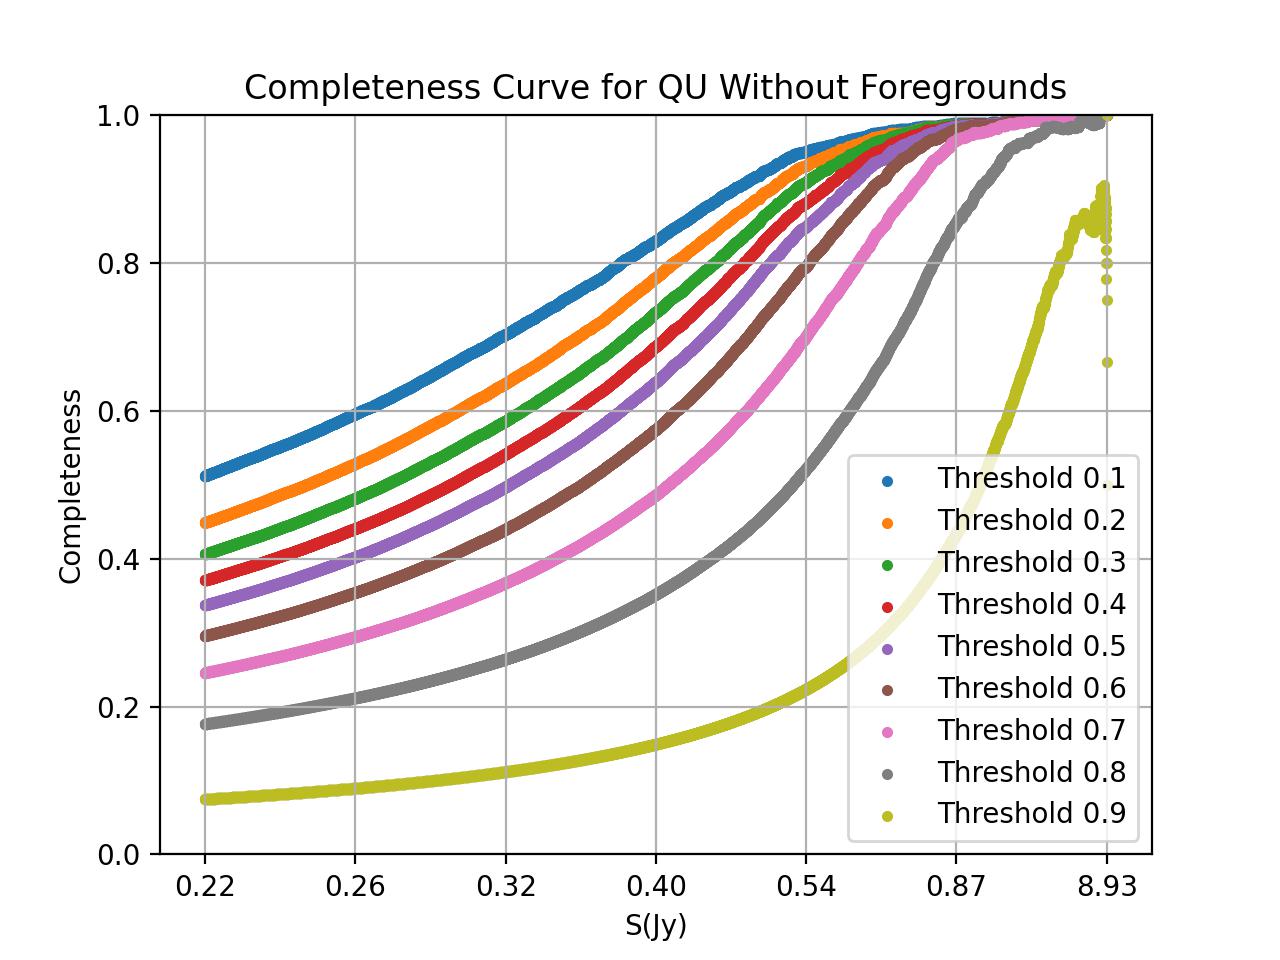 Completeness Curve for QU Without Foregrounds
1.0
0.8
0.6
0.4
0.2
0.0
Completeness
0.22 0.26 0.32 0.40 0.54 0.87 8.93
S(Jy)
Threshold 0.1
Threshold 0.2
Threshold 0.3
Threshold 0.4
Threshold 0.5
Threshold 0.6
Threshold 0.7
Threshold 0.8
Threshold 0.9